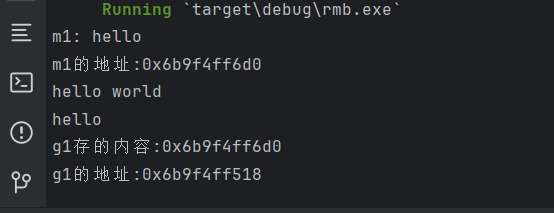 Running `target\debug\rmb.exe`
m1: hello
m1的地址:0x6b9f4ff6d0
hello world
hello
g1存的内容:0x6b9f4ff6d0
g1的地址:0x6b9f4ff518